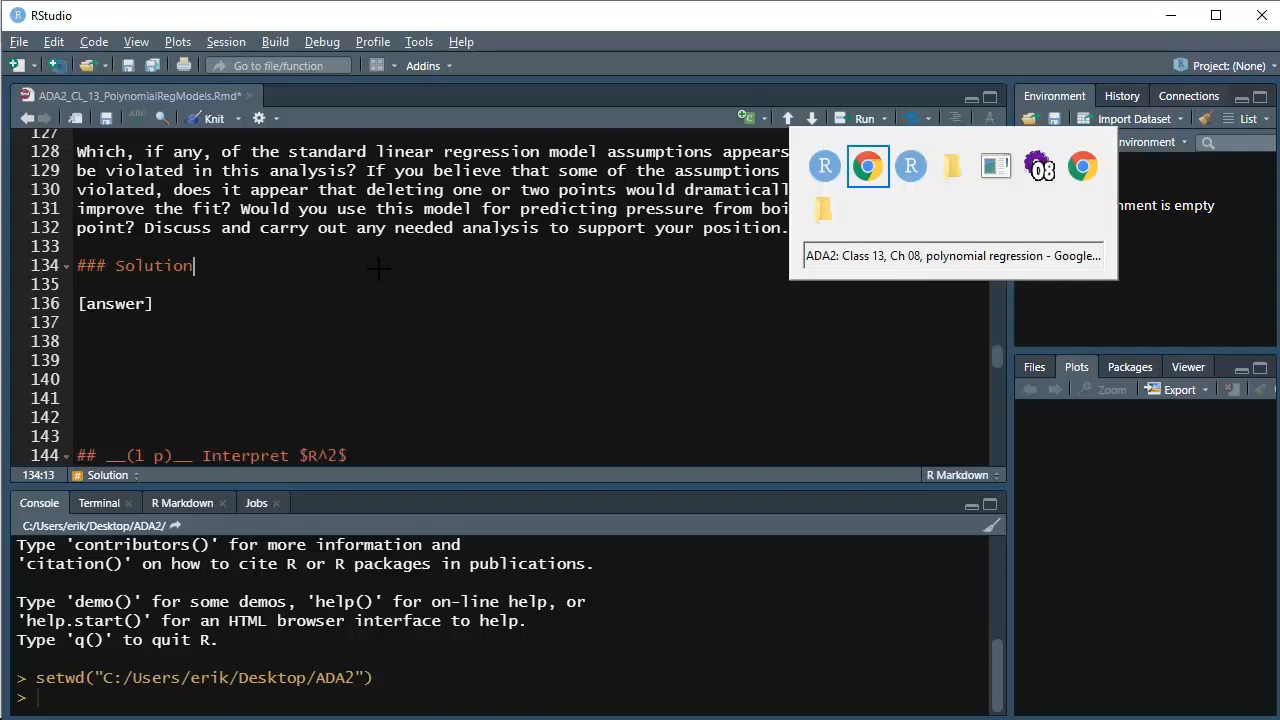 RStudio
File Edit Code View Plots Session Build Debug Profile Tools Help
Go to file/function Addins Project: (None)
ADA2_CL_13_PolynomialRegModels.Rmd* Environment History Connections
ABC Knit Run Import Dataset List
127
128 Which, if any, of the standard linear regression model assumptions appears
129 be violated in this analysis? If you believe that some of the assumptions
130 violated, does it appear that deleting one or two points would dramaticall
131 improve the fit? Would you use this model for predicting pressure from boi
132 point? Discuss and carry out any needed analysis to support your position.
133
134 ### Solution
135
136 [answer]
137
138
139
140
141
142
143
144 ## __(1 p)__ Interpret $R^2$
nvironment
08
ADA2: Class 13, Ch 08, polynomial regression - Google...
nment is empty
134:13 Solution R Markdown
Files Plots Packages Viewer
Zoom Export
Console Terminal R Markdown Jobs
C:/Users/erik/Desktop/ADA2/
Type 'contributors()' for more information and
'citation()' on how to cite R or R packages in publications.
Type 'demo()' for some demos, 'help()' for on-line help, or
'help.start()' for an HTML browser interface to help.
Type 'q()' to quit R.
> setwd("C:/Users/erik/Desktop/ADA2")
>